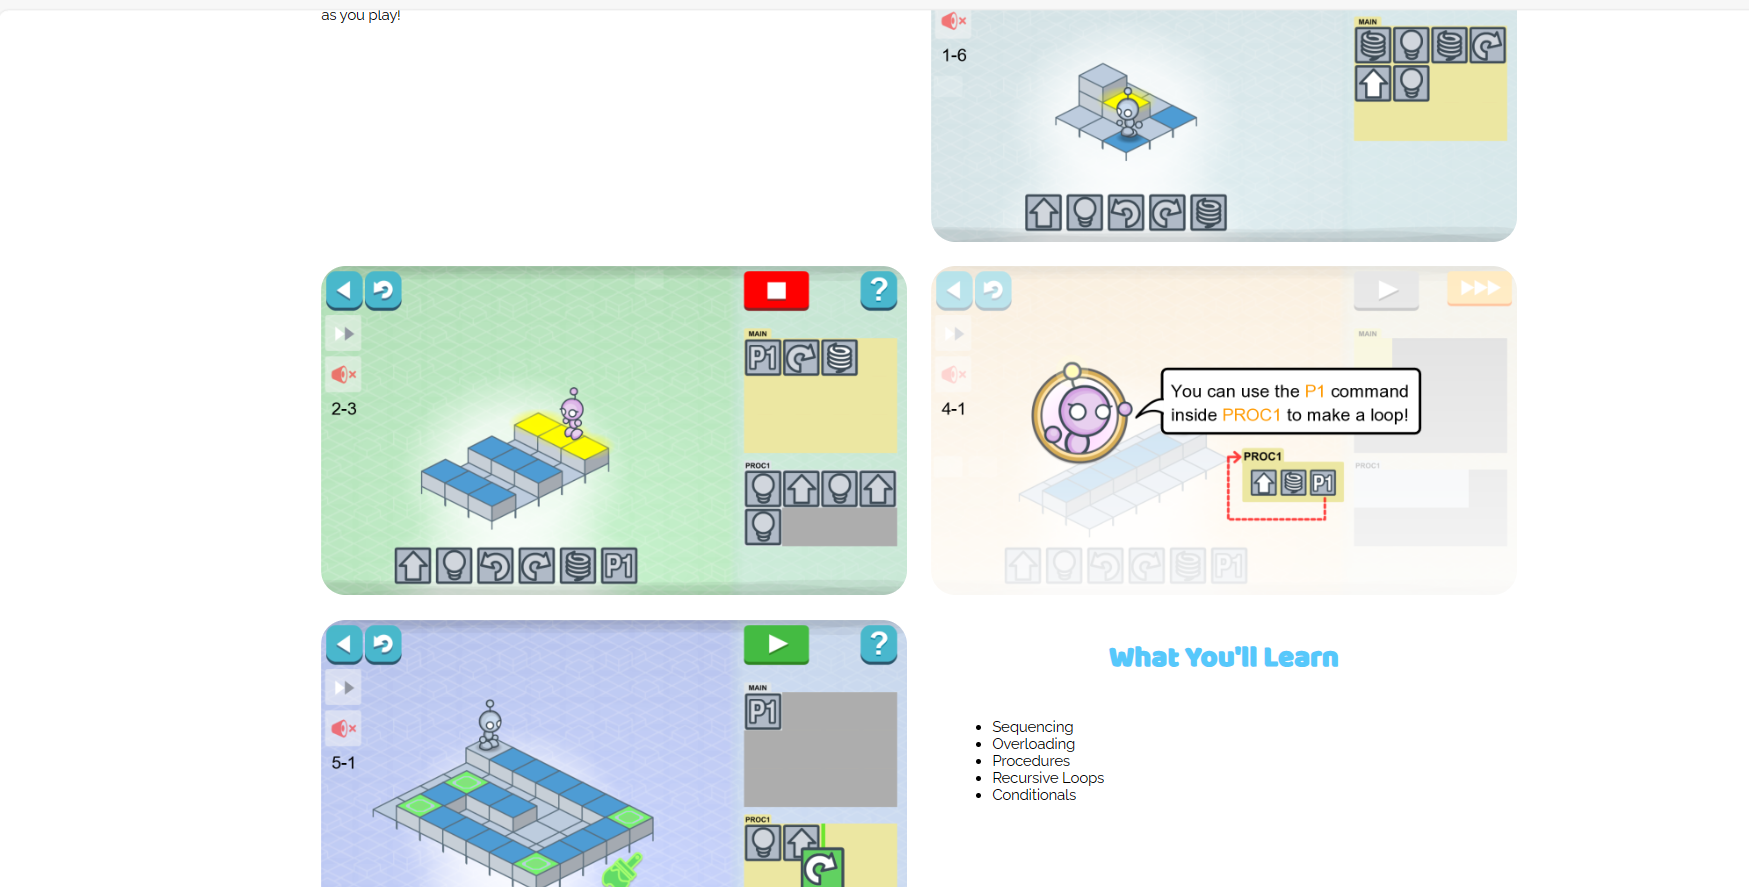 as you play!
1-6
MAIN
?
2-3
MAIN
P1
PROC1
P1
4-1
MAIN
You can use the P1 command
inside PROC1 to make a loop!
PROC1
P1
PROC1
P1
?
5-1
MAIN
P1
PROC1
What You'll Learn
Sequencing
Overloading
Procedures
Recursive Loops
Conditionals